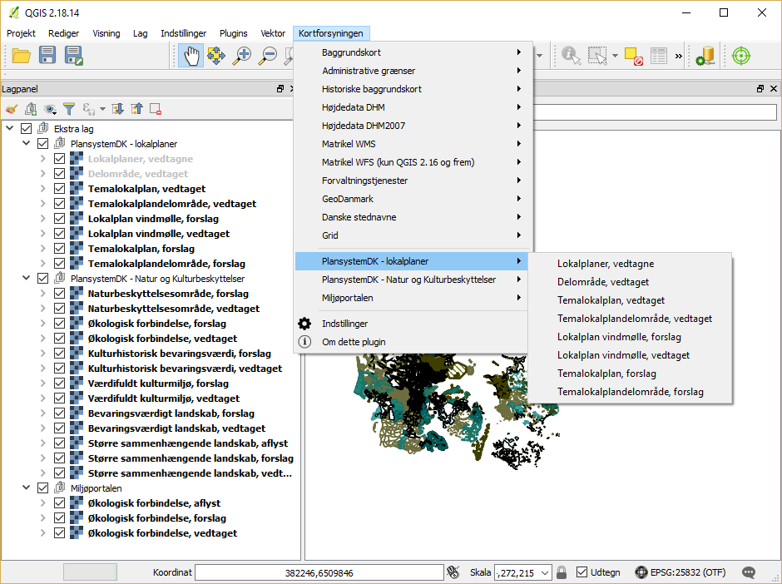 QGIS 2.18.14
Projekt Rediger Visning Lag Indstillinger Plugins Vektor Kortforsyningen
Lagpanel
Ekstra lag
PlansystemDK - lokalplaner
Lokalplaner, vedtagne
Delområde, vedtaget
Temalokalplan, vedtaget
Temalokalplandelområde, vedtaget
Lokalplan vindmølle, forslag
Lokalplan vindmølle, vedtaget
Temalokalplan, forslag
Temalokalplandelområde, forslag
PlansystemDK - Natur og Kulturbeskyttelser
Naturbeskyttelsesområde, forslag
Naturbeskyttelsesområde, vedtaget
Økologisk forbindelse, forslag
Økologisk forbindelse, vedtaget
Kulturhistorisk bevaringsværdi, forslag
Kulturhistorisk bevaringsværdi, vedtaget
Værdifuldt kulturmiljø, forslag
Værdifuldt kulturmiljø, vedtaget
Bevaringsværdigt landskab, forslag
Bevaringsværdigt landskab, vedtaget
Større sammenhængende landskab, aflyst
Større sammenhængende landskab, forslag
Større sammenhængende landskab, vedt...
Miljøportalen
Økologisk forbindelse, aflyst
Økologisk forbindelse, forslag
Økologisk forbindelse, vedtaget
Baggrundskort
Administrative grænser
Historiske baggrundskort
Højdedata DHM
Højdedata DHM2007
Matrikel WMS
Matrikel WFS (kun QGIS 2.16 og frem)
Forvaltningstjenester
GeoDanmark
Danske stednavne
Grid
PlansystemDK - lokalplaner
PlansystemDK - Natur og Kulturbeskyttelser
Miljøportalen
Indstillinger
Om dette plugin
Lokalplaner, vedtagne
Delområde, vedtaget
Temalokalplan, vedtaget
Temalokalplandelområde, vedtaget
Lokalplan vindmølle, forslag
Lokalplan vindmølle, vedtaget
Temalokalplan, forslag
Temalokalplandelområde, forslag
Koordinat 382246,6509846 Skala .,272,215 Udtegn EPSG:25832 (OTF)